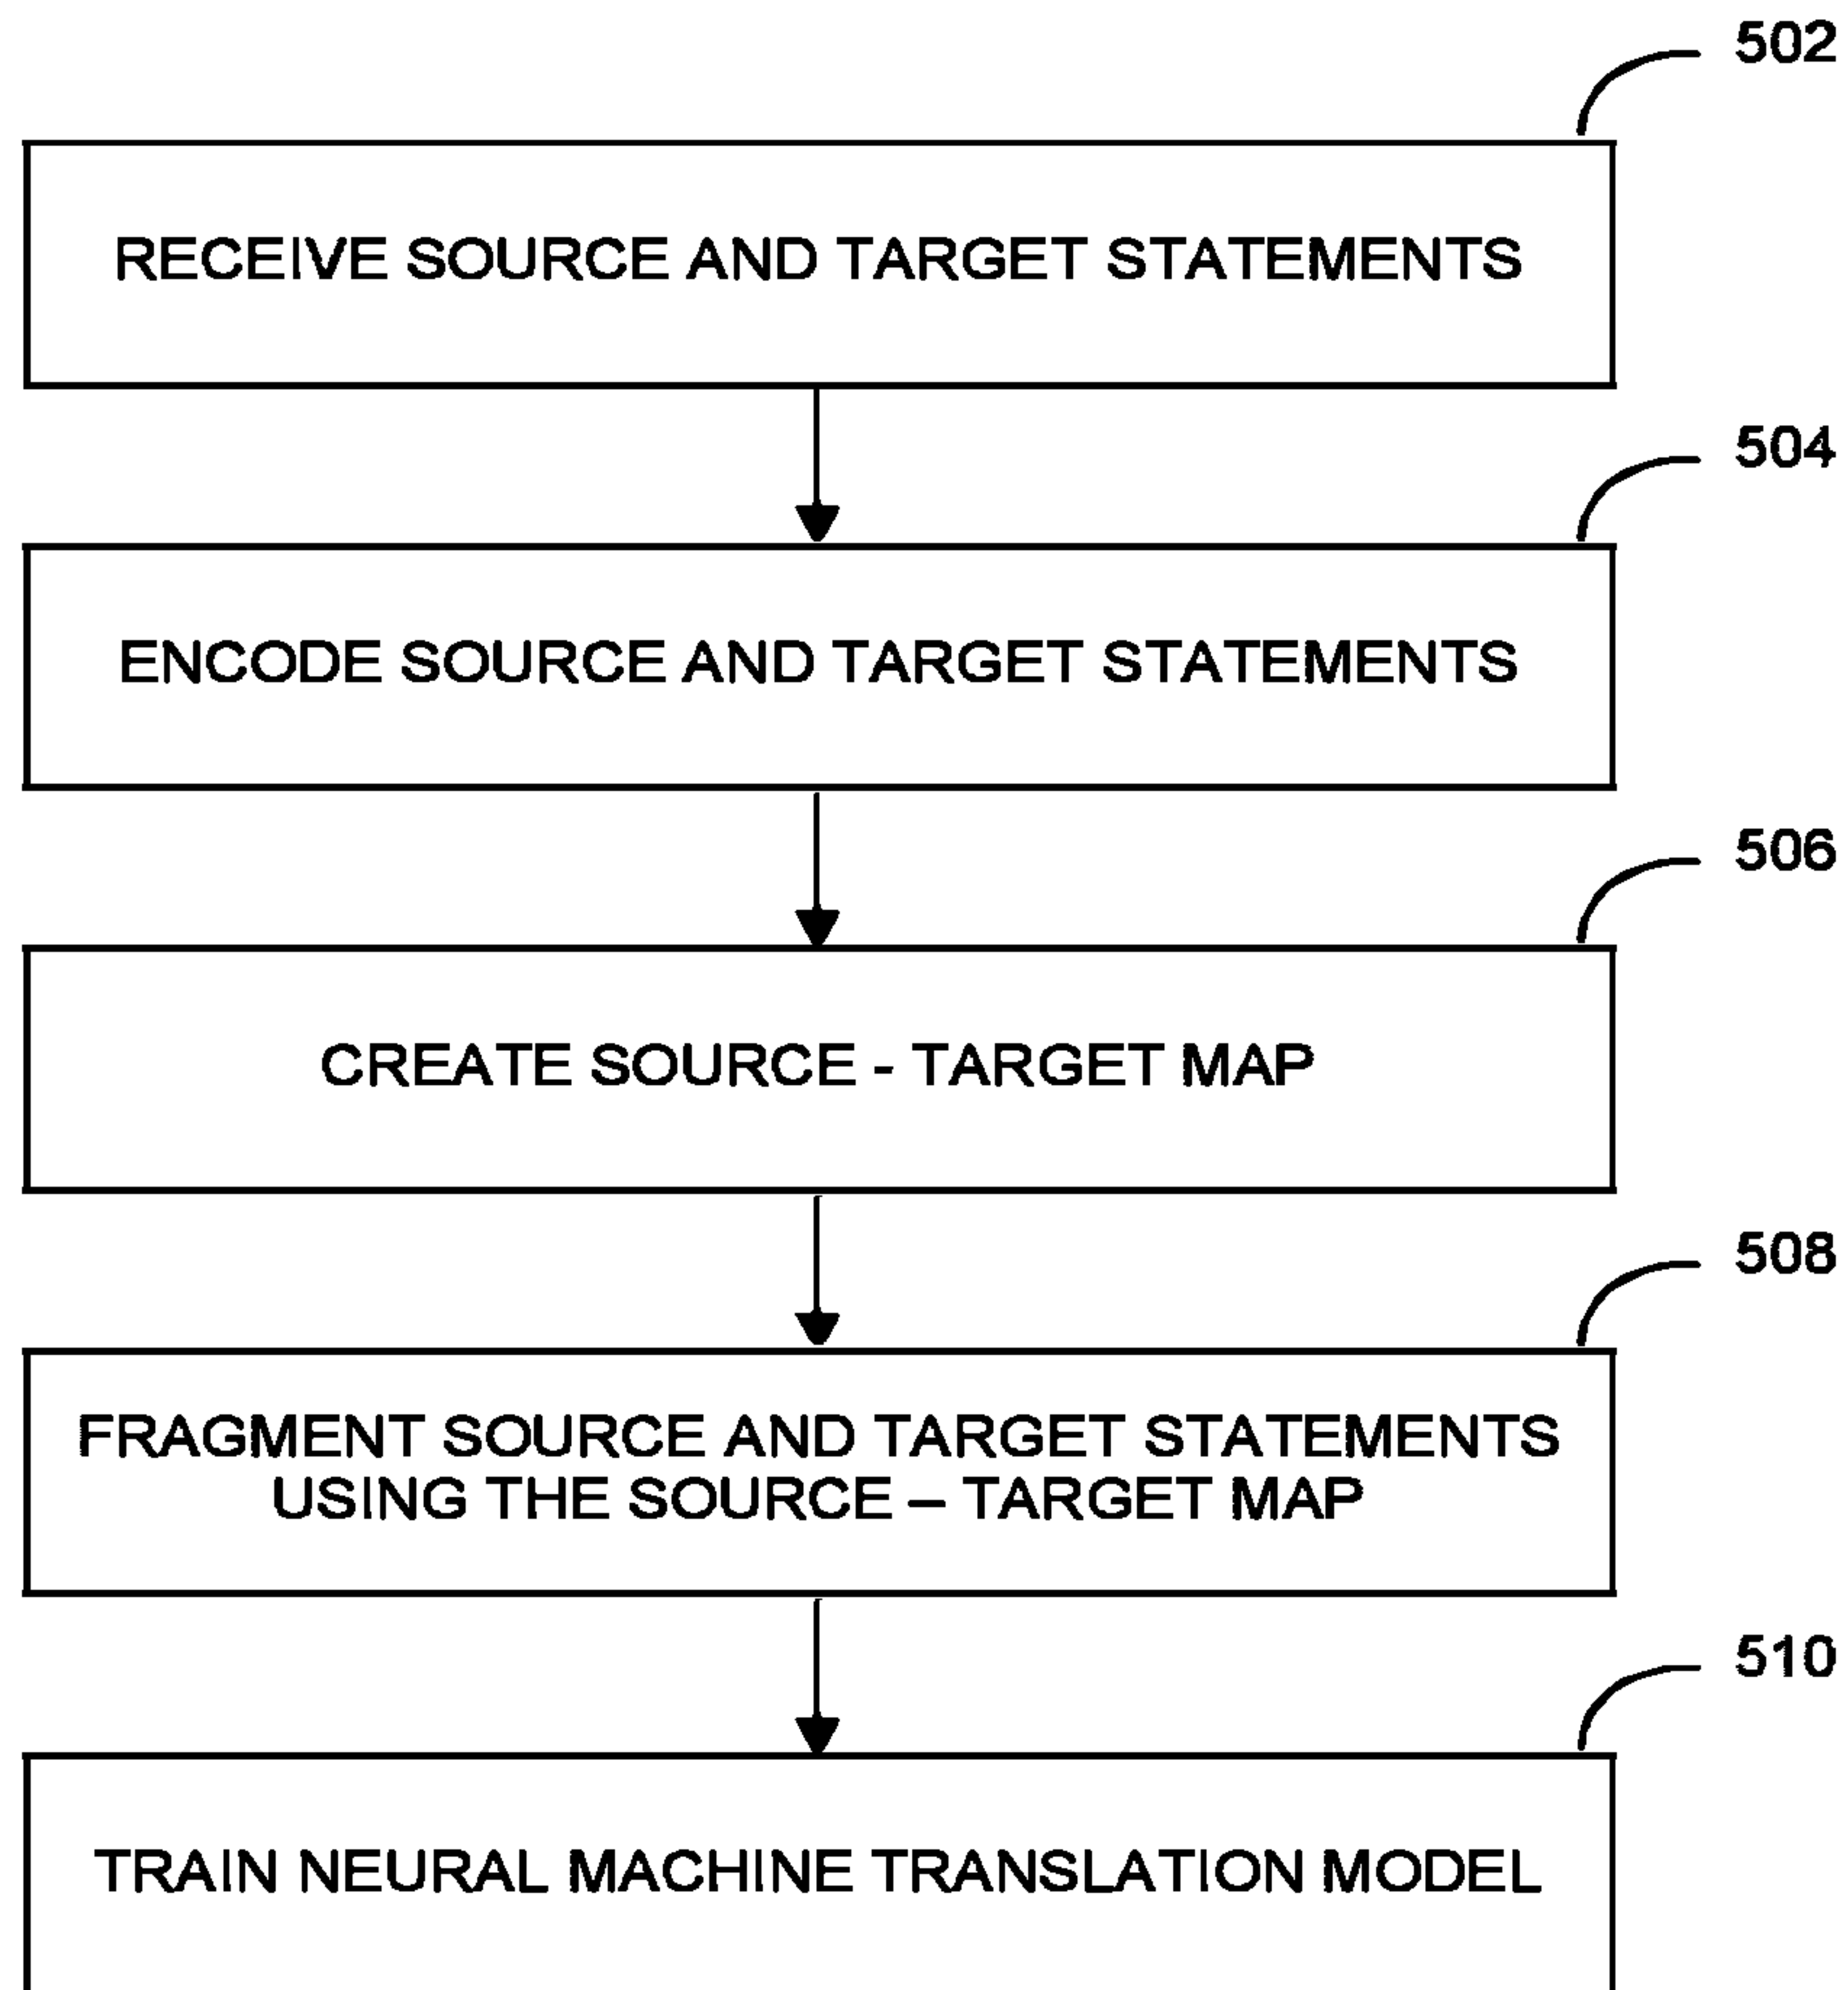 502
RECEIVE SOURCE AND TARGET STATEMENTS
504
ENCODE SOURCE AND TARGET STATEMENTS
506
CREATE SOURCE - TARGET MAP
508
FRAGMENT SOURCE AND TARGET STATEMENTS
USING THE SOURCE – TARGET MAP
510
TRAIN NEURAL MACHINE TRANSLATION MODEL